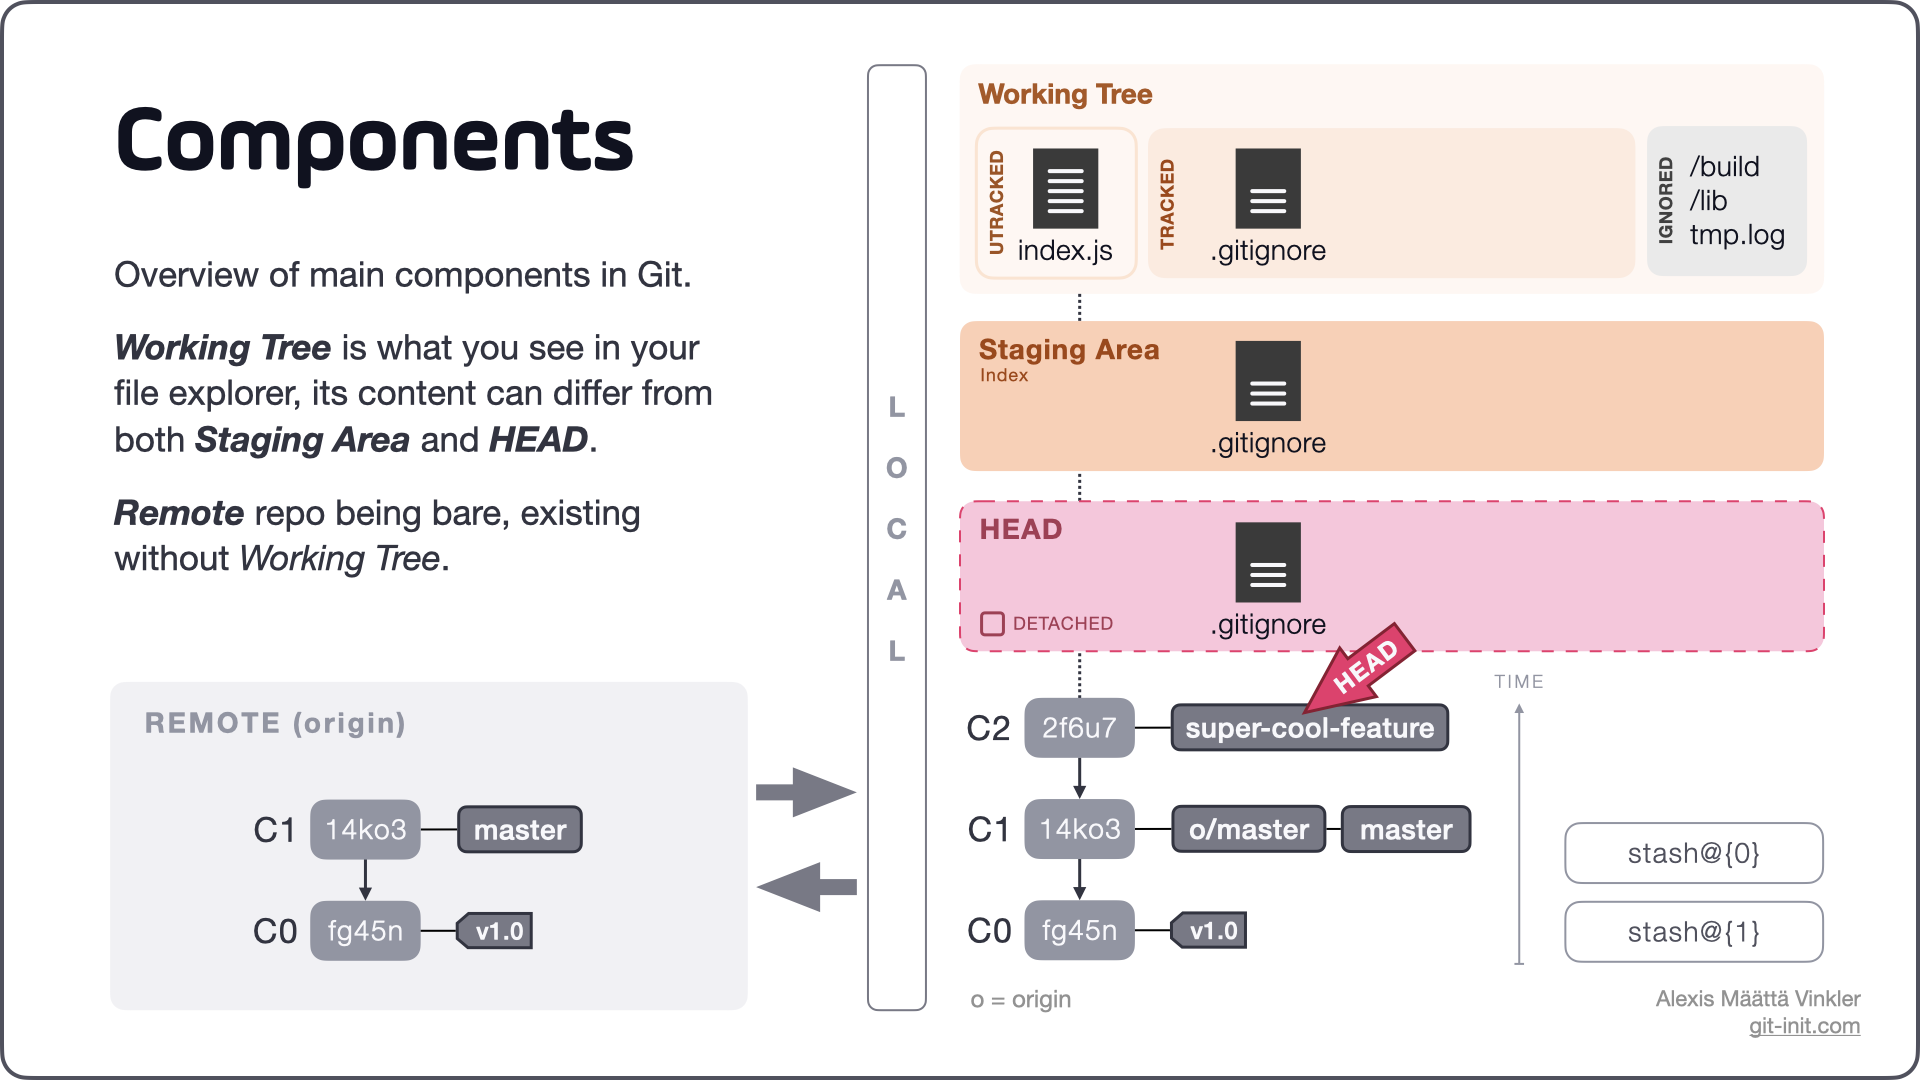 Components
Overview of main components in Git.
Working Tree is what you see in your
file explorer, its content can differ from
both Staging Area and HEAD.
Remote repo being bare, existing
without Working Tree.
REMOTE (origin)
C1 14ko3 master
C0 fg45n v1.0
LOCAL
Working Tree
UTRACKED
index.js
TRACKED
.gitignore
IGNORED
/build
/lib
tmp.log
Staging Area
Index
.gitignore
HEAD
DETACHED
.gitignore
HEAD
TIME
C2 2f6u7 super-cool-feature
C1 14ko3 o/master master
C0 fg45n v1.0
o = origin
stash@{0}
stash@{1}
Alexis Määttä Vinkler
git-init.com